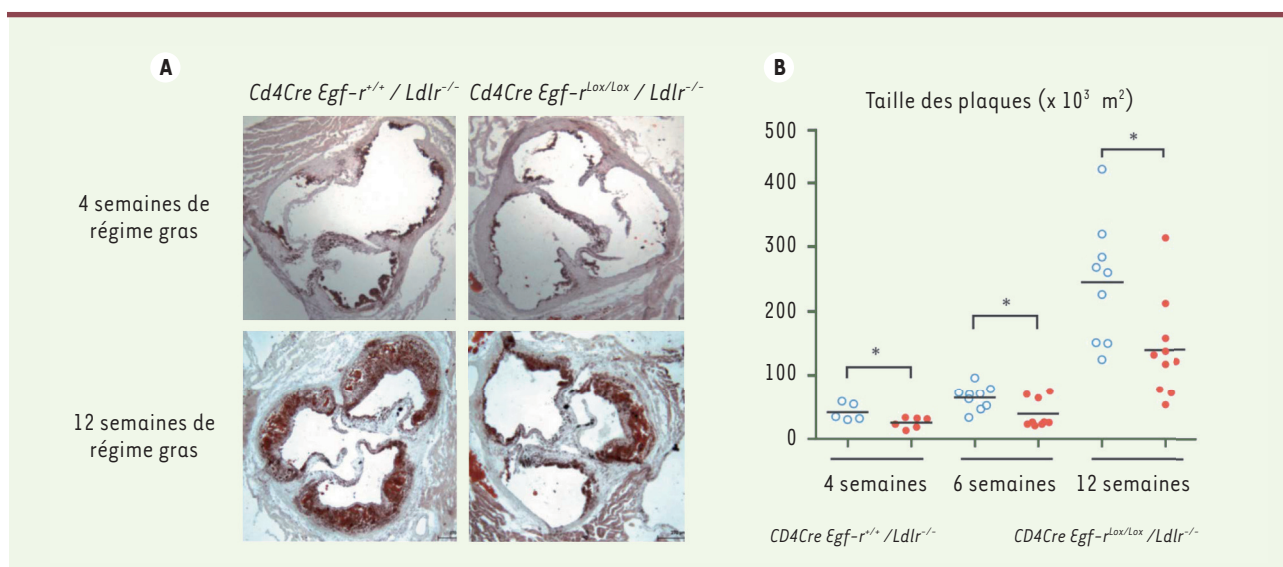 A
Cd4Cre Egf-r+/+ / Ldlr-/- Cd4Cre Egf-rLox/Lox / Ldlr-/-
4 semaines de
régime gras
12 semaines de
régime gras
B
Taille des plaques (x 10³ m²)
500
400
300
200
100
0
*
*
*
4 semaines 6 semaines 12 semaines
CD4Cre Egf-r+/+ /Ldlr-/- CD4Cre Egf-rLox/Lox /Ldlr-/-